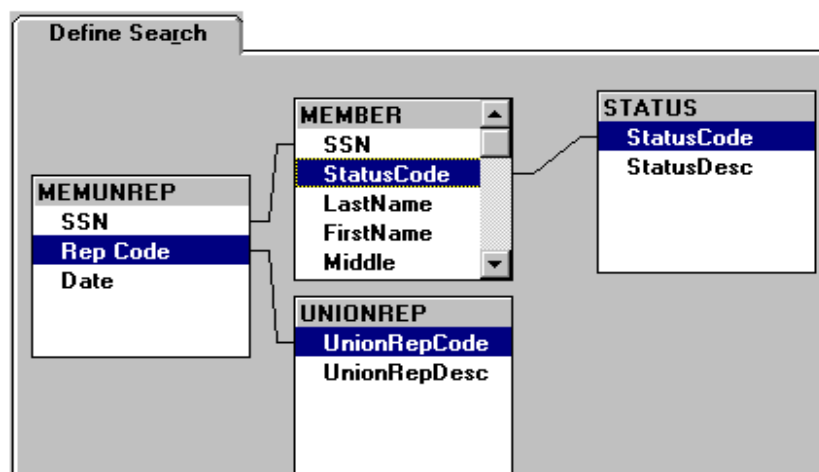 Define Search
MEMUNREP
SSN
Rep Code
Date
MEMBER
SSN
StatusCode
LastName
FirstName
Middle
UNIONREP
UnionRepCode
UnionRepDesc
STATUS
StatusCode
StatusDesc